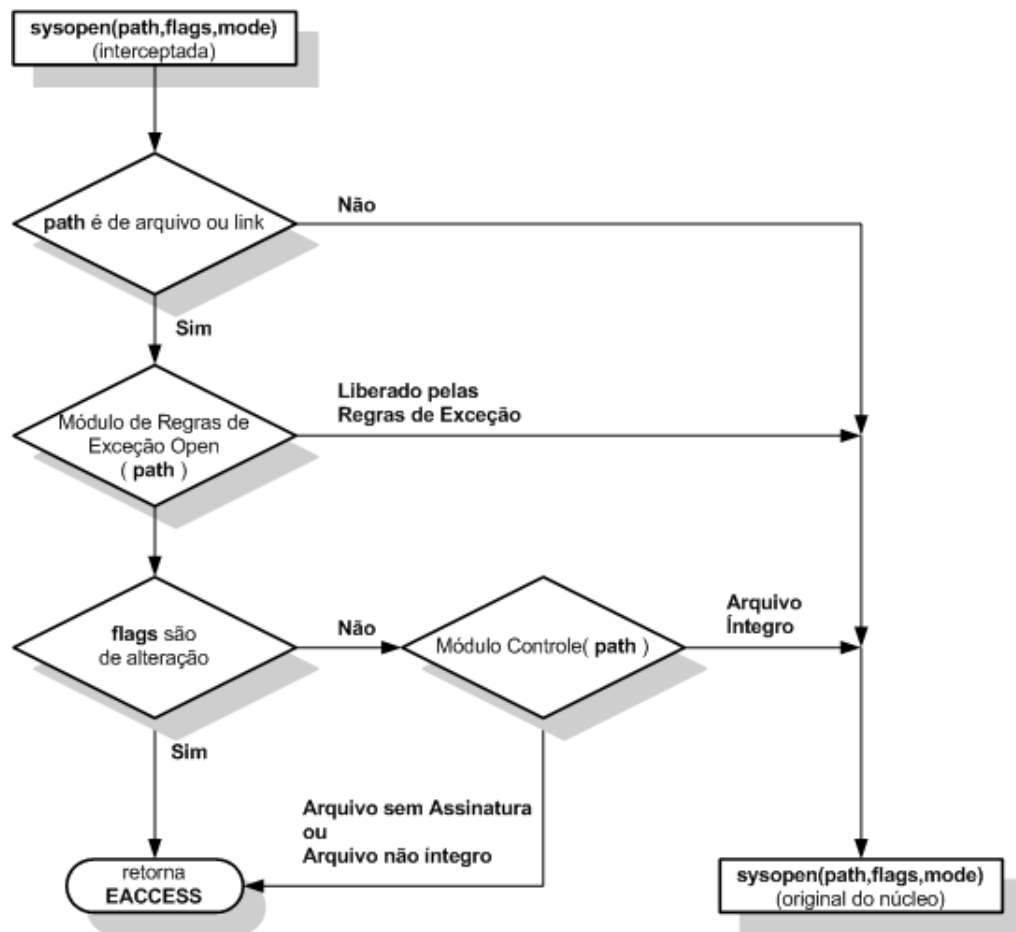 sysopen(path,flags,mode)
(interceptada)
path é de arquivo ou link
Não
Sim
Módulo de Regras de
Exceção Open
( path )
Liberado pelas
Regras de Exceção
flags são
de alteração
Não
Módulo Controle( path )
Arquivo
Íntegro
Sim
Arquivo sem Assinatura
ou
Arquivo não íntegro
retorna
EACCESS
sysopen(path,flags,mode)
(original do núcleo)